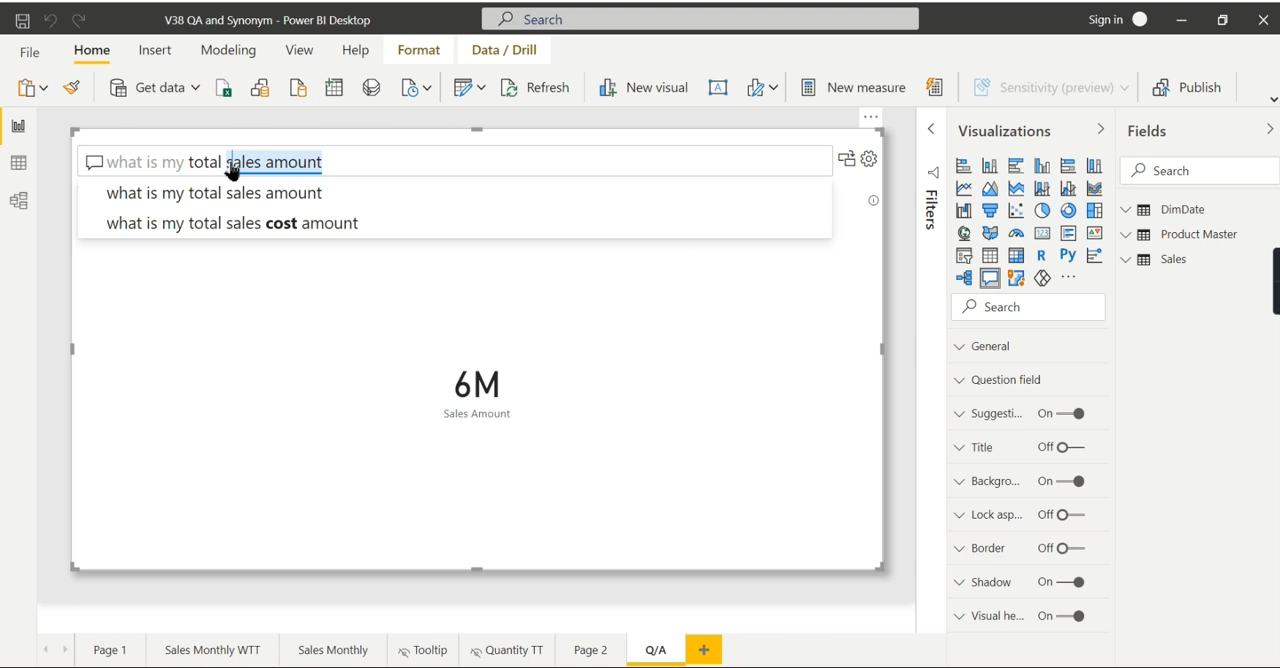 V38 QA and Synonym - Power BI Desktop
Search
Sign in
File Home Insert Modeling View Help Format Data / Drill
Get data Refresh New visual New measure Sensitivity (preview) Publish
what is my total sales amount
what is my total sales amount
what is my total sales cost amount
6M
Sales Amount
Filters
Visualizations
R Py
123
Search
General
Question field
Suggesti... On
Title Off
Backgro... On
Lock asp... Off
Border Off
Shadow On
Visual he... On
Fields
Search
DimDate
Product Master
Sales
Page 1 Sales Monthly WTT Sales Monthly Tooltip Quantity TT Page 2 Q/A +